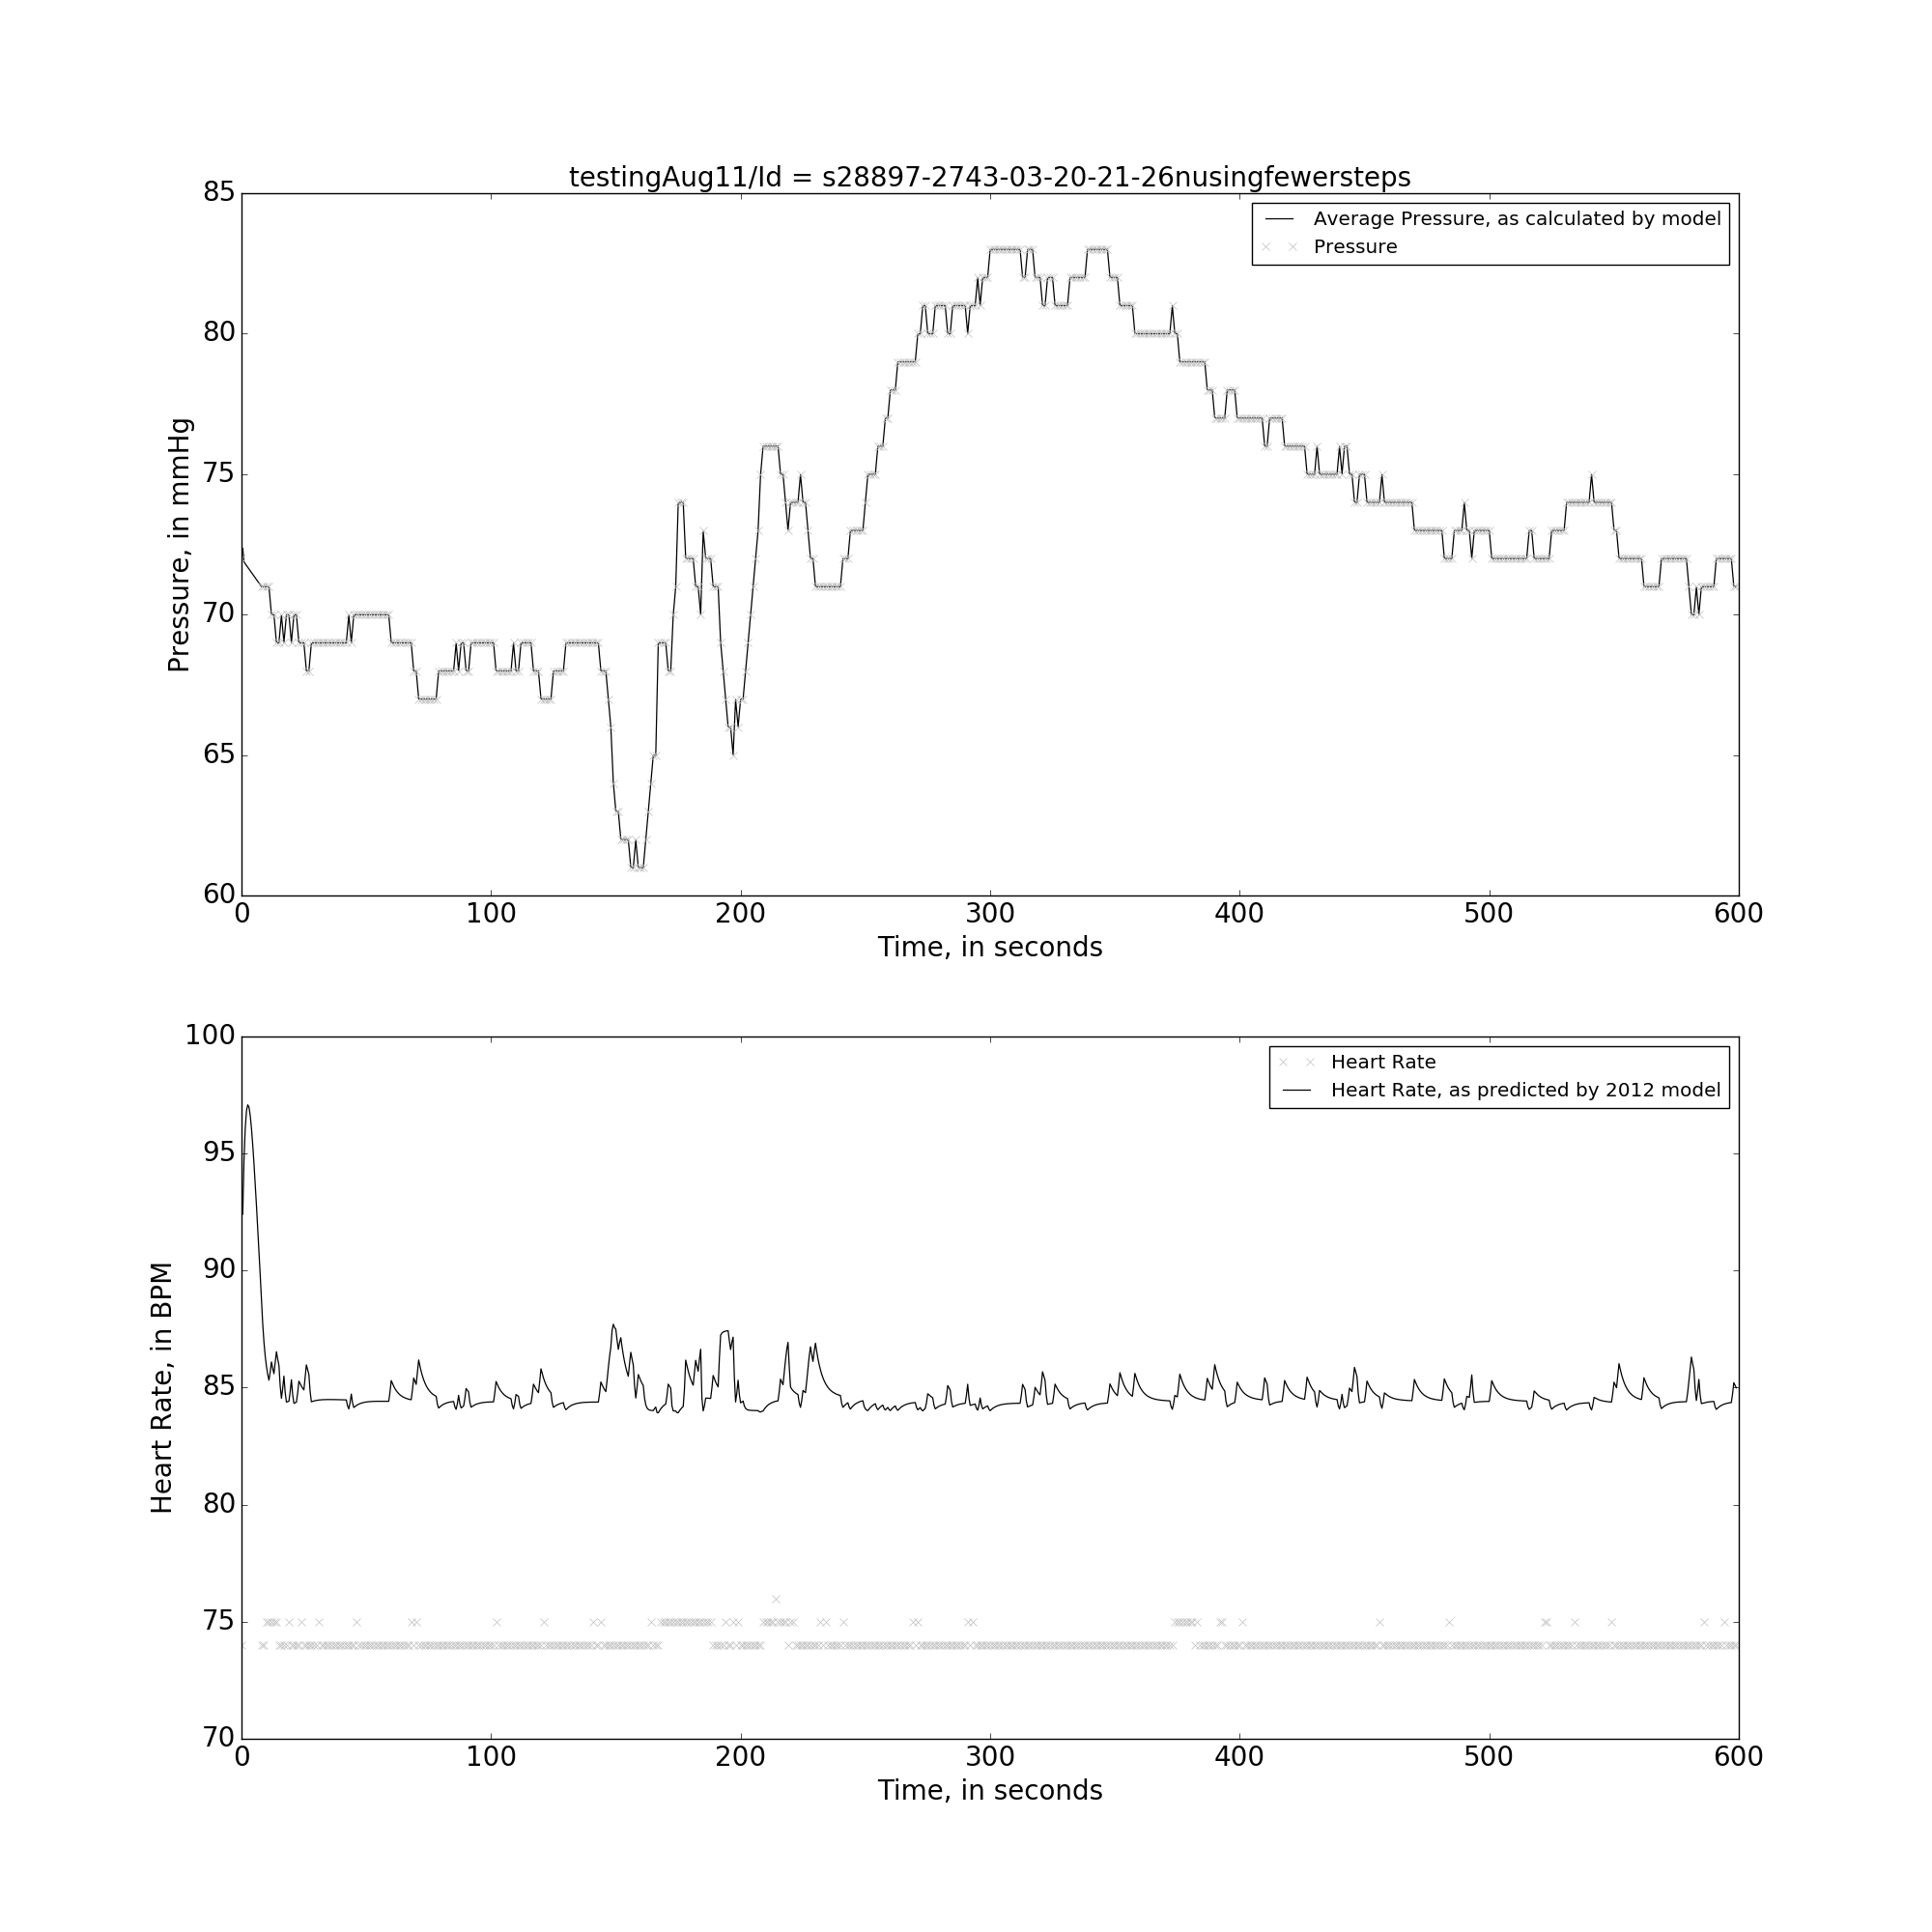 testingAug11/Id = s28897-2743-03-20-21-26nusingfewersteps
85
80
75
70
65
60
Pressure, in mmHg
Average Pressure, as calculated by model
Pressure
0 100 200 300 400 500 600
Time, in seconds
100
95
90
85
80
75
70
Heart Rate, in BPM
Heart Rate
Heart Rate, as predicted by 2012 model
0 100 200 300 400 500 600
Time, in seconds